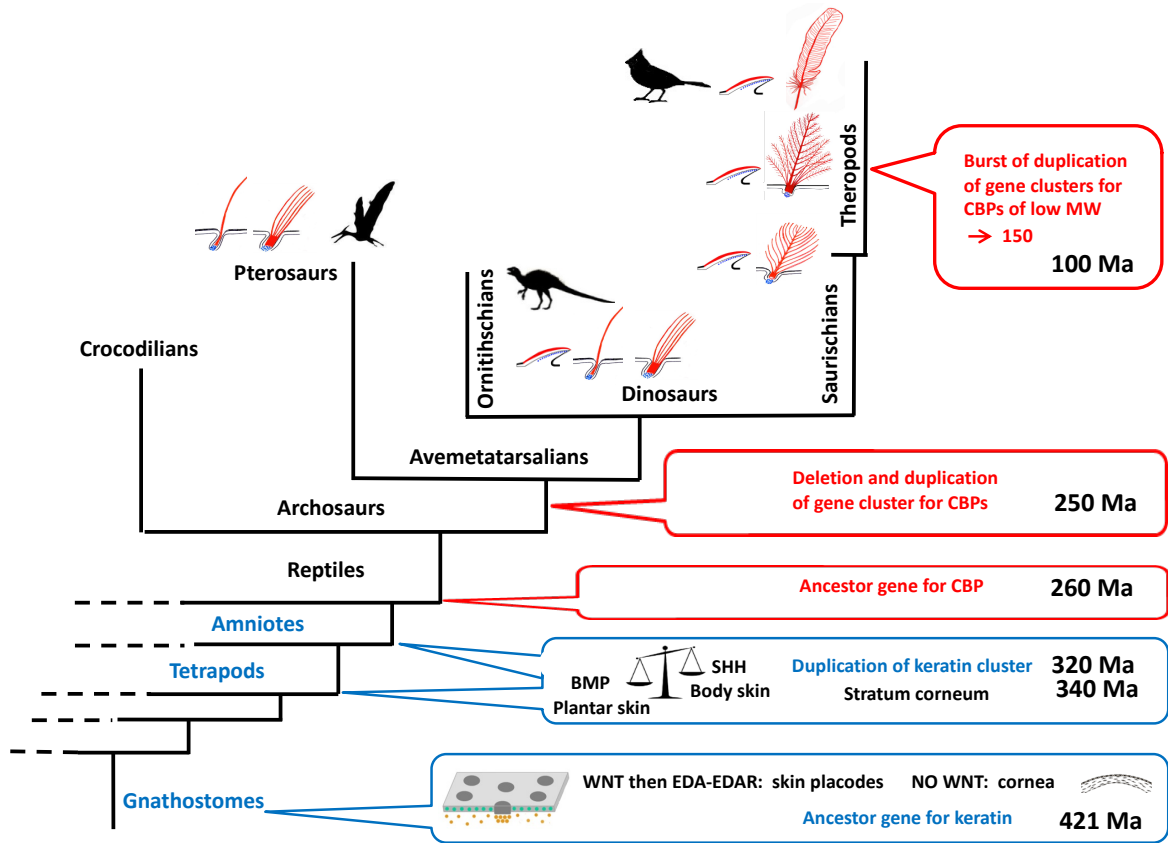 Theropods
Burst of duplication
of gene clusters for
CBPs of low MW
→ 150
100 Ma
Pterosaurs
Ornitihschians
Saurischians
Crocodilians
Dinosaurs
Avemetatarsalians
Deletion and duplication
of gene cluster for CBPs
250 Ma
Archosaurs
Reptiles
Ancestor gene for CBP
260 Ma
Amniotes
Tetrapods
BMP
Plantar skin
SHH
Body skin
Duplication of keratin cluster
320 Ma
Stratum corneum
340 Ma
Gnathostomes
WNT then EDA-EDAR: skin placodes
NO WNT: cornea
Ancestor gene for keratin
421 Ma